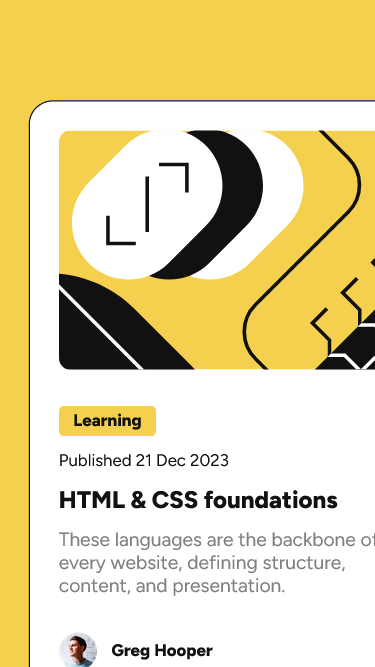 Learning
Published 21 Dec 2023
HTML & CSS foundations
These languages are the backbone of
every website, defining structure,
content, and presentation.
Greg Hooper